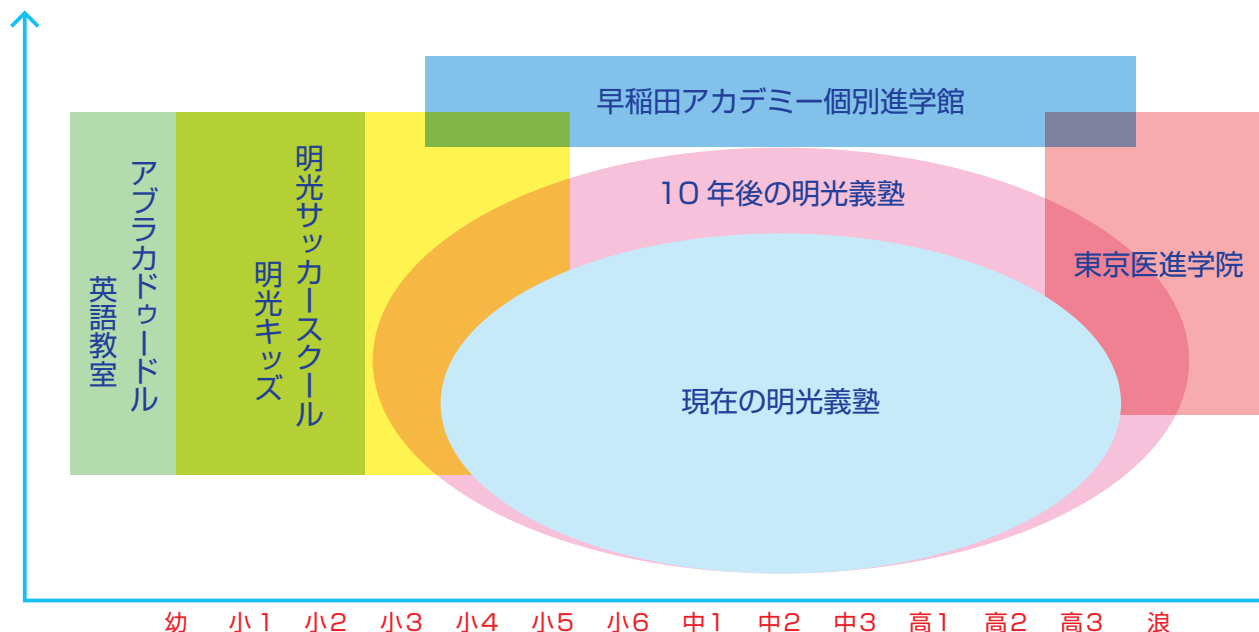 早稲田アカデミー個別進学館
10年後の明光義塾
東京医進学院
現在の明光義塾
アブラカドゥードル
英語教室
明光サッカースクール
明光キッズ
幼 小1 小2 小3 小4 小5 小6 中1 中2 中3 高1 高2 高3 浪